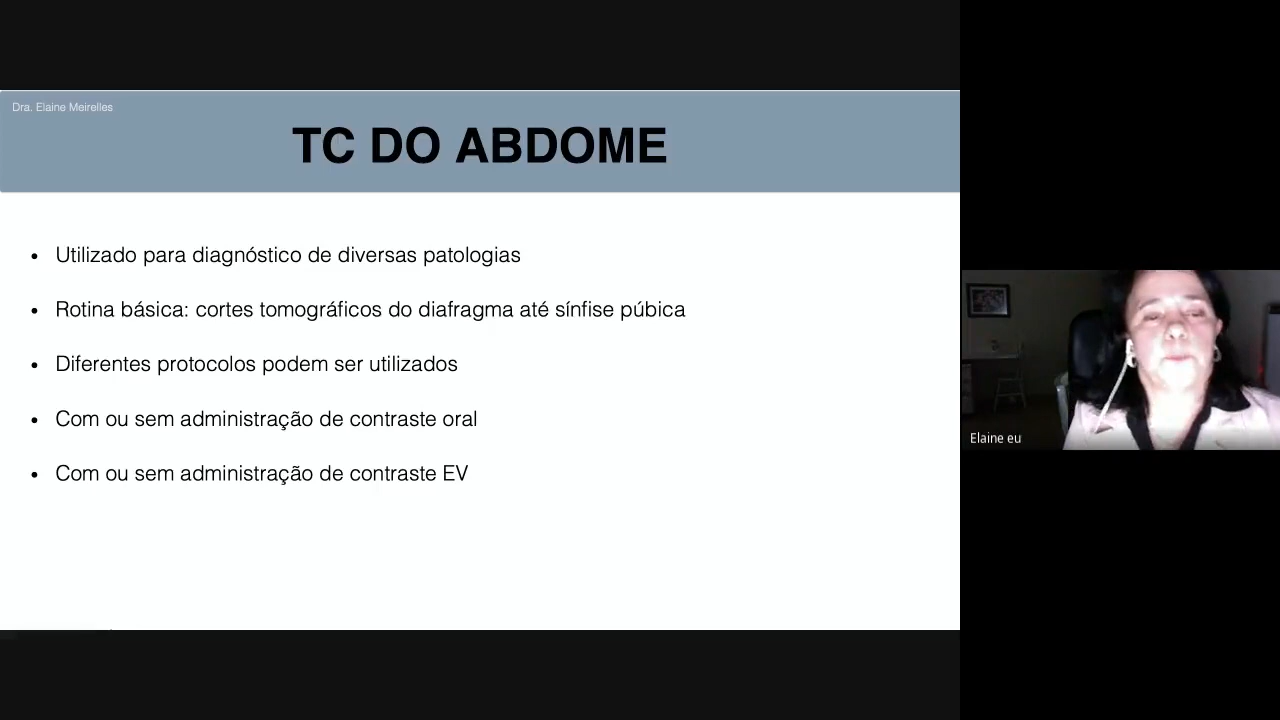 Dra. Elaine Meirelles
TC DO ABDOME
• Utilizado para diagnóstico de diversas patologias
• Rotina básica: cortes tomográficos do diafragma até sínfise púbica
• Diferentes protocolos podem ser utilizados
• Com ou sem administração de contraste oral
• Com ou sem administração de contraste EV
Elaine eu